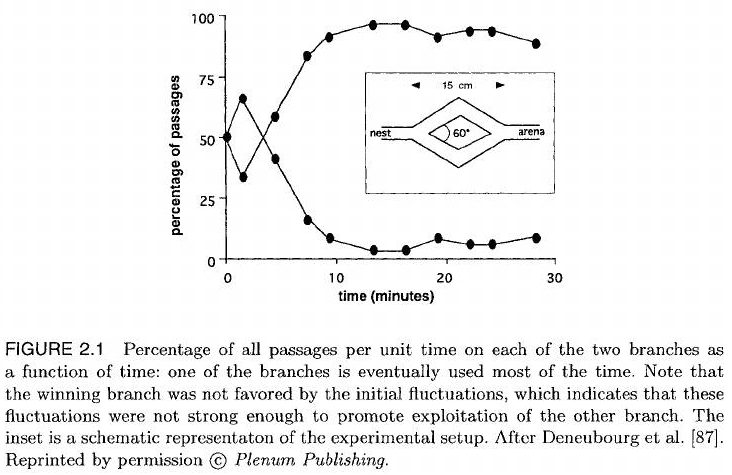 100
75
50
25
0
percentage of passages
0 10 20 30
time (minutes)
15 cm
nest
60°
arena
FIGURE 2.1 Percentage of all passages per unit time on each of the two branches as
a function of time: one of the branches is eventually used most of the time. Note that
the winning branch was not favored by the initial fluctuations, which indicates that these
fluctuations were not strong enough to promote exploitation of the other branch. The
inset is a schematic representaton of the experimental setup. After Deneubourg et al. [87].
Reprinted by permission © Plenum Publishing.